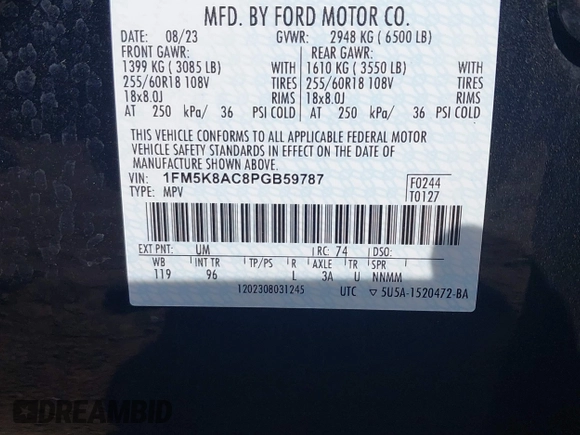 MFD. BY FORD MOTOR CO.
DATE: 08/23 GVWR: 2948 KG ( 6500 LB)
FRONT GAWR: REAR GAWR:
1399 KG ( 3085 LB) WITH 1610 KG ( 3550 LB) WITH
255/60R18 108V TIRES 255/60R18 108V TIRES
18x8.0J RIMS 18x8.0J RIMS
AT 250 kPa/ 36 PSI COLD AT 250 kPa/ 36 PSI COLD
THIS VEHICLE CONFORMS TO ALL APPLICABLE FEDERAL MOTOR
VEHICLE SAFETY STANDARDS IN EFFECT ON THE DATE OF
MANUFACTURE SHOWN ABOVE.
VIN: 1FM5K8AC8PGB59787 F0244
TYPE: MPV T0127
EXT PNT: UM RC: 74 DSO:
WB INT TR TP/PS R AXLE TR SPR
119 96 L 3A U NNMM
1202308031245 UTC 5U5A-1520472-BA
DREAMBID